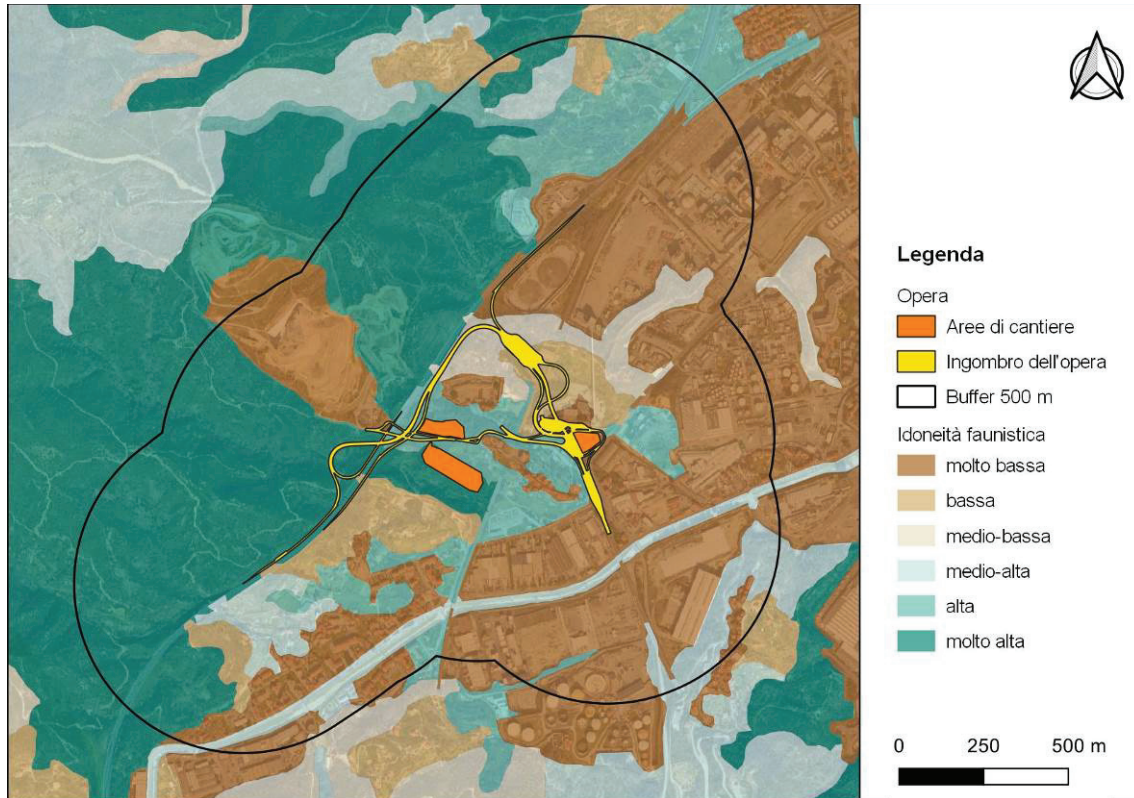 Legenda
Opera
Aree di cantiere
Ingombro dell'opera
Buffer 500 m
Idoneità faunistica
molto bassa
bassa
medio-bassa
medio-alta
alta
molto alta
0 250 500 m